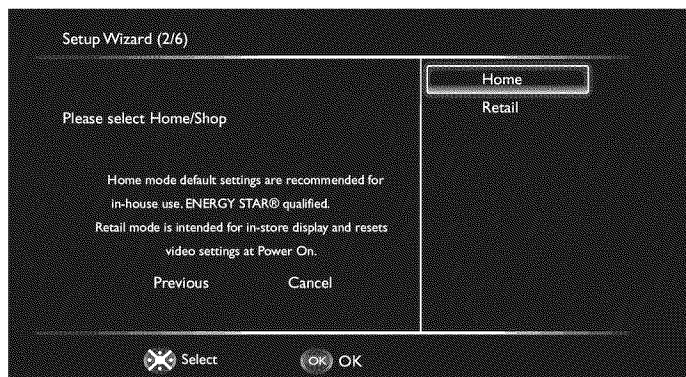 Setup Wizard (2/6)
Home
Retail
Please select Home/Shop
Home mode default settings are recommended for
in-house use. ENERGY STAR® qualified.
Retail mode is intended for in-store display and resets
video settings at Power On.
Previous Cancel
Select OK OK